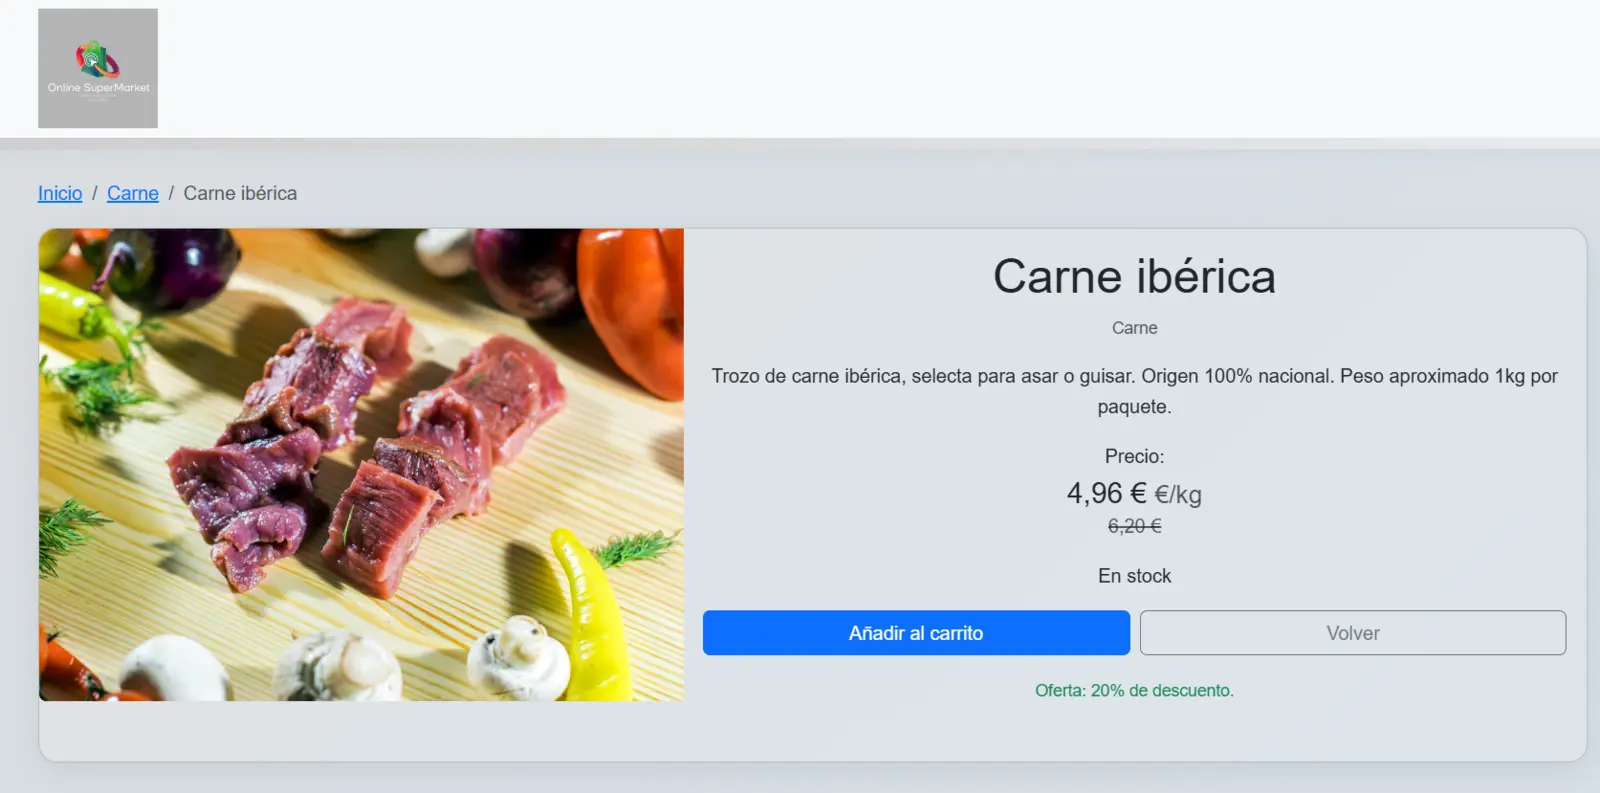 Online SuperMarket
Inicio / Carne / Carne ibérica
Carne ibérica
Carne
Trozo de carne ibérica, selecta para asar o guisar. Origen 100% nacional. Peso aproximado 1kg por
paquete.
Precio:
4,96 € €/kg
6,20 €
En stock
Añadir al carrito
Volver
Oferta: 20% de descuento.